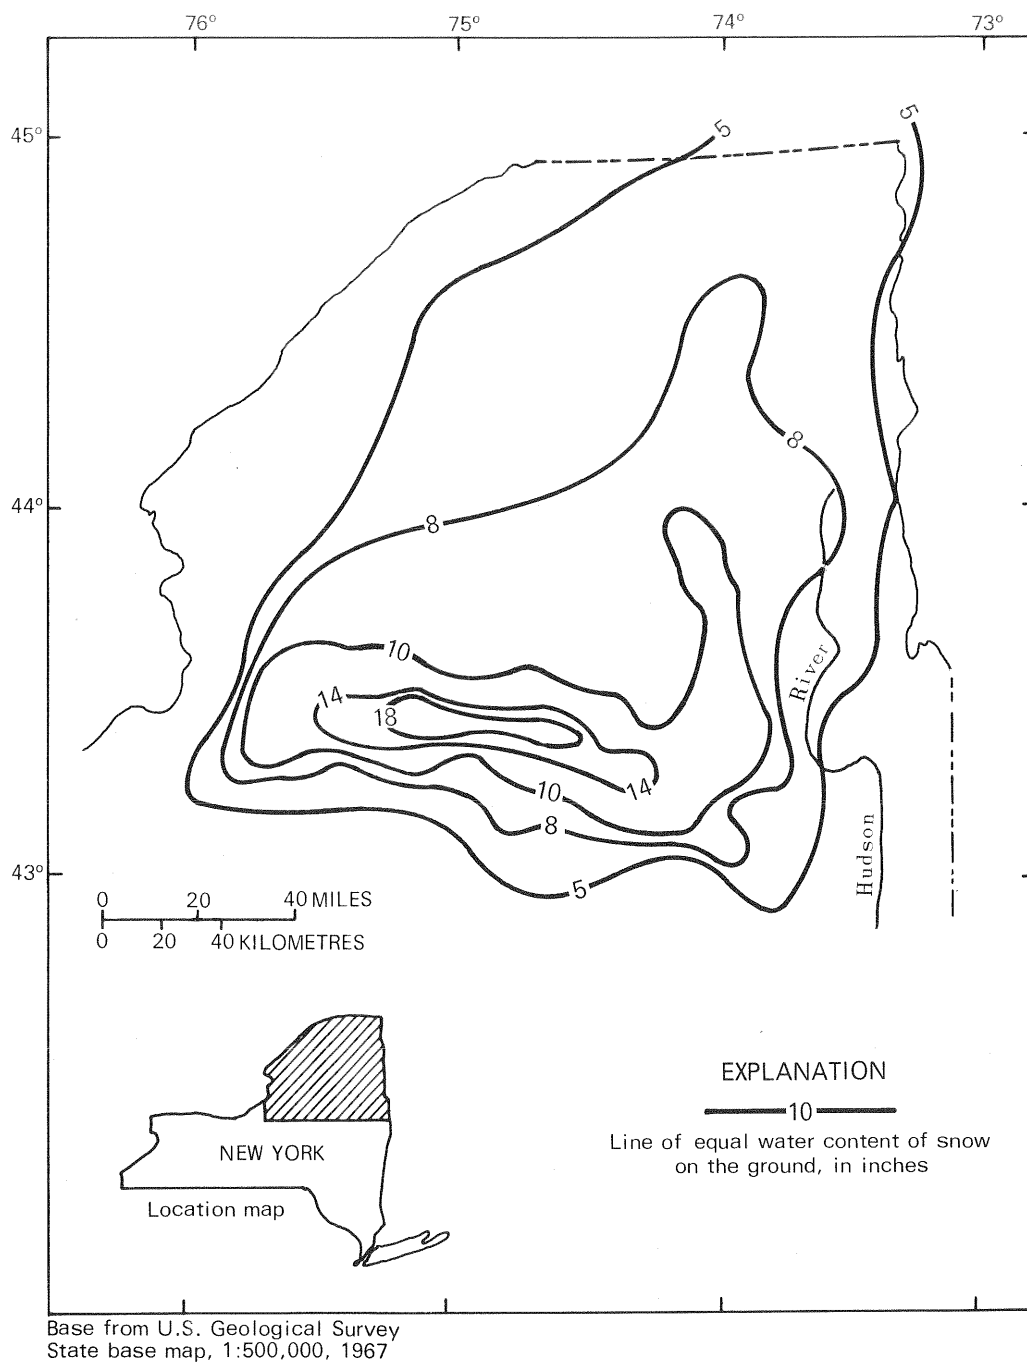 76° 75° 74° 73°
5
5
45°
8
44°
8
10
River
14
18
14
10
8
Hudson
43°
5
0 20 40 MILES
0 20 40 KILOMETRES
EXPLANATION
10
Line of equal water content of snow
on the ground, in inches
NEW YORK
Location map
Base from U.S. Geological Survey
State base map, 1:500,000, 1967